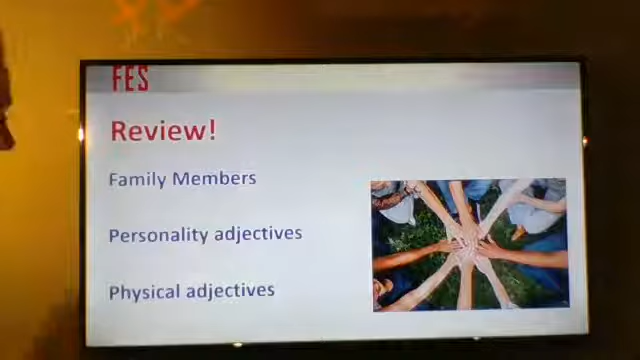 FES
Review!
Family Members
Personality adjectives
Physical adjectives